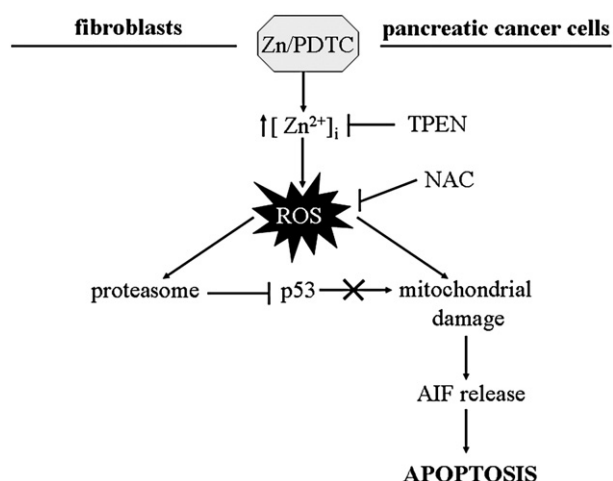 fibroblasts
Zn/PDTC
pancreatic cancer cells
[ Zn²⁺]ᵢ
TPEN
NAC
ROS
proteasome
p53
mitochondrial
damage
AIF release
APOPTOSIS